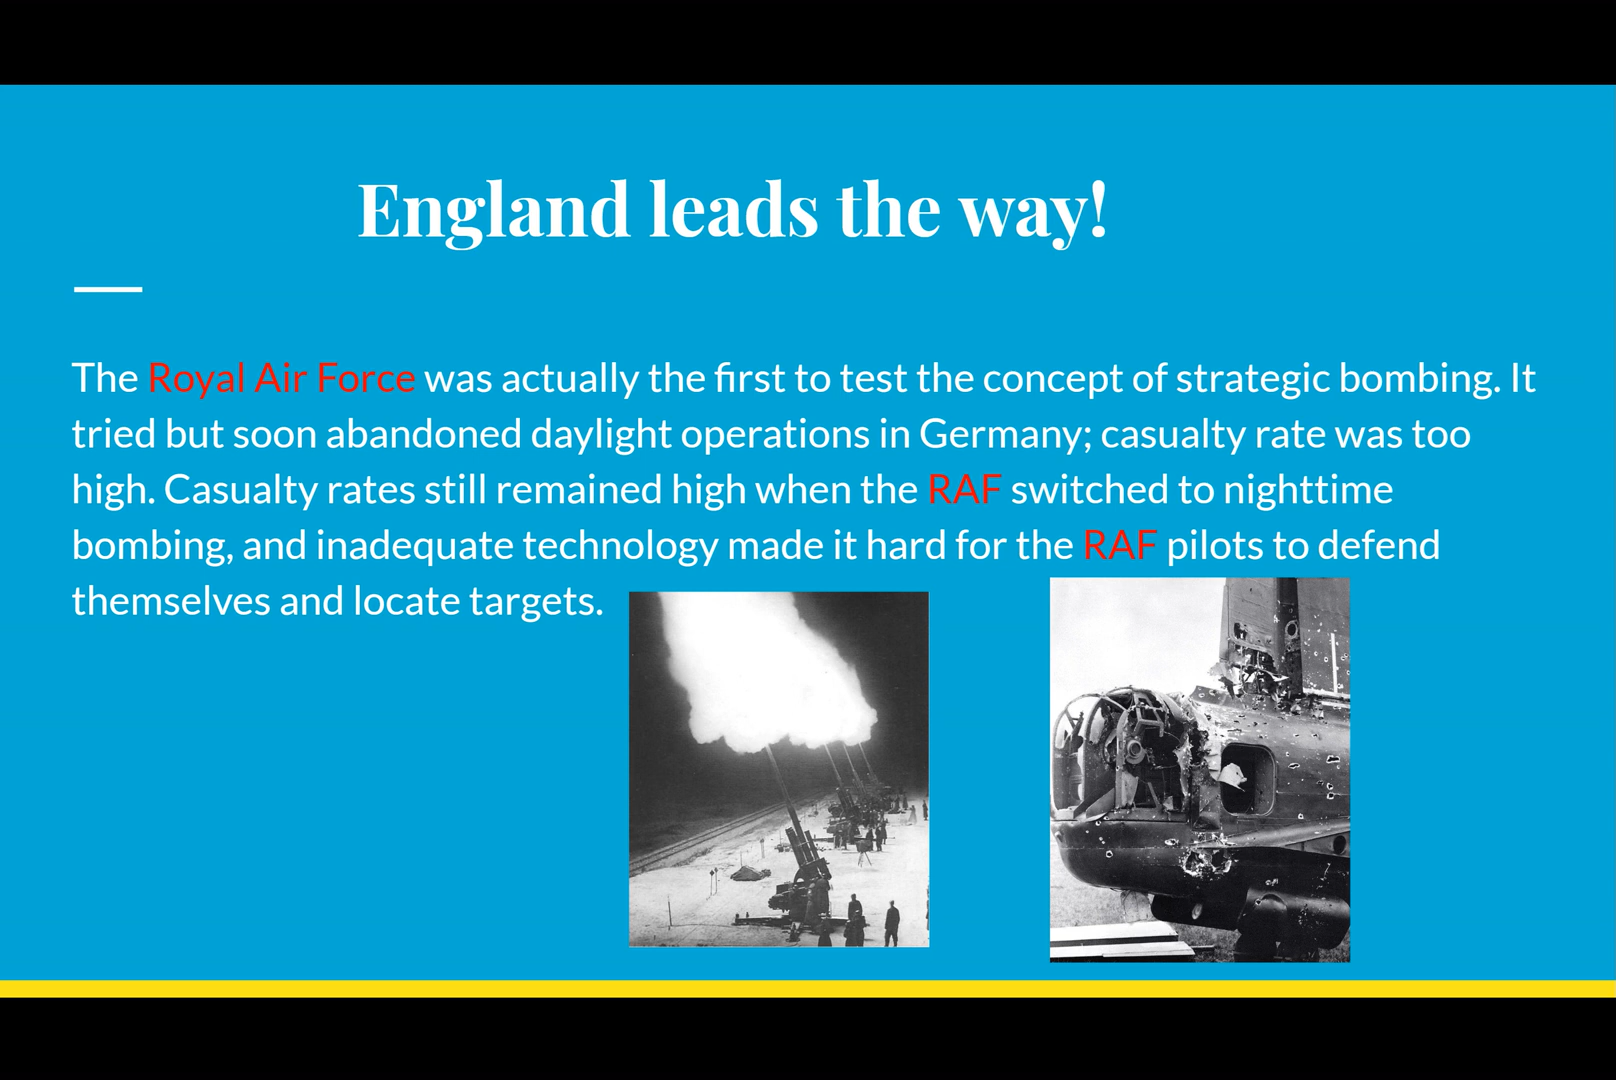 England leads the way!
The Royal Air Force was actually the first to test the concept of strategic bombing. It
tried but soon abandoned daylight operations in Germany; casualty rate was too
high. Casualty rates still remained high when the RAF switched to nighttime
bombing, and inadequate technology made it hard for the RAF pilots to defend
themselves and locate targets.